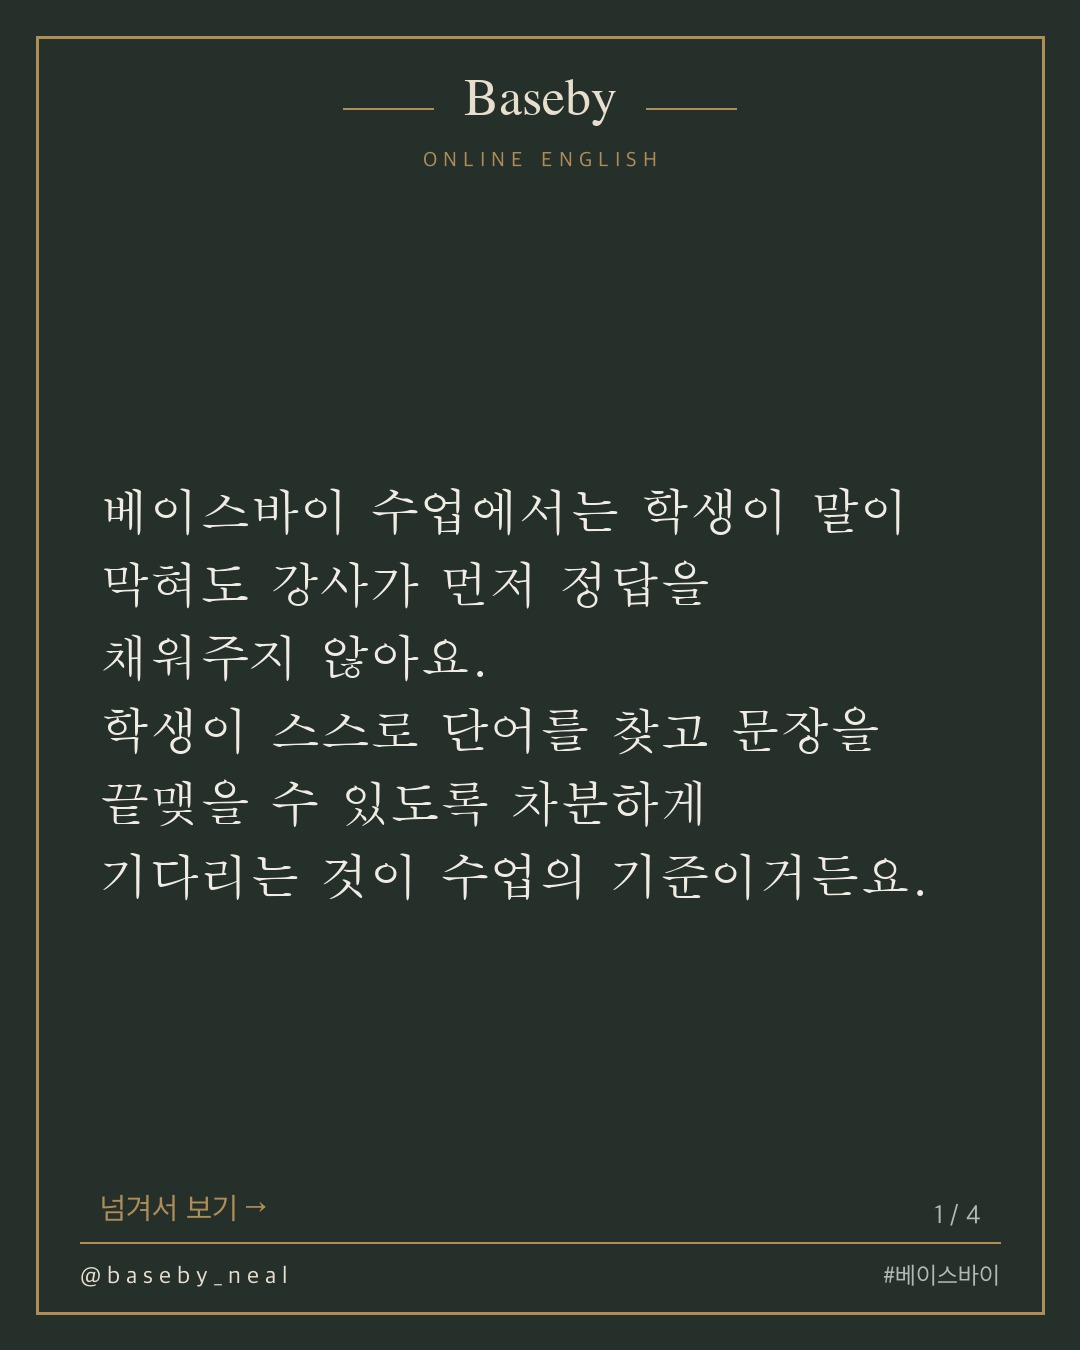 Baseby
ONLINE ENGLISH
베이스바이 수업에서는 학생이 말이
막혀도 강사가 먼저 정답을
채워주지 않아요.
학생이 스스로 단어를 찾고 문장을
끝맺을 수 있도록 차분하게
기다리는 것이 수업의 기준이거든요.
넘겨서 보기 →
1 / 4
@baseby_neal
#베이스바이